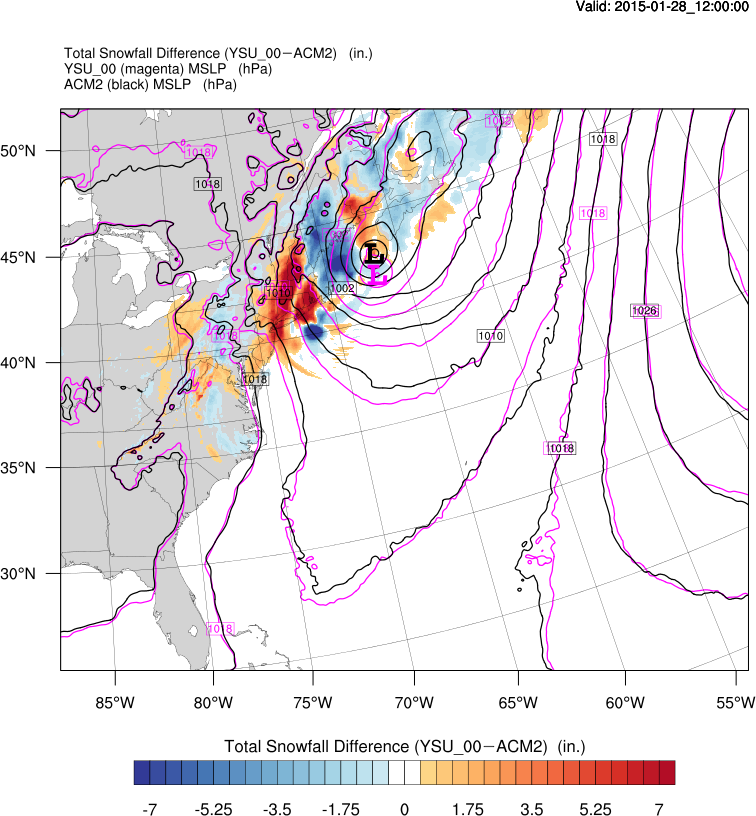 Valid: 2015-01-28_12:00:00
Total Snowfall Difference (YSU_00−ACM2) (in.)
YSU_00 (magenta) MSLP (hPa)
ACM2 (black) MSLP (hPa)
1002
1018
50°N
1018
1018
1018
L
45°N
L
1002
1010
1026
1018
1010
40°N
1018
1018
35°N
30°N
1018
85°W 80°W 75°W 70°W 65°W 60°W 55°W
Total Snowfall Difference (YSU_00−ACM2) (in.)
-7 -5.25 -3.5 -1.75 0 1.75 3.5 5.25 7